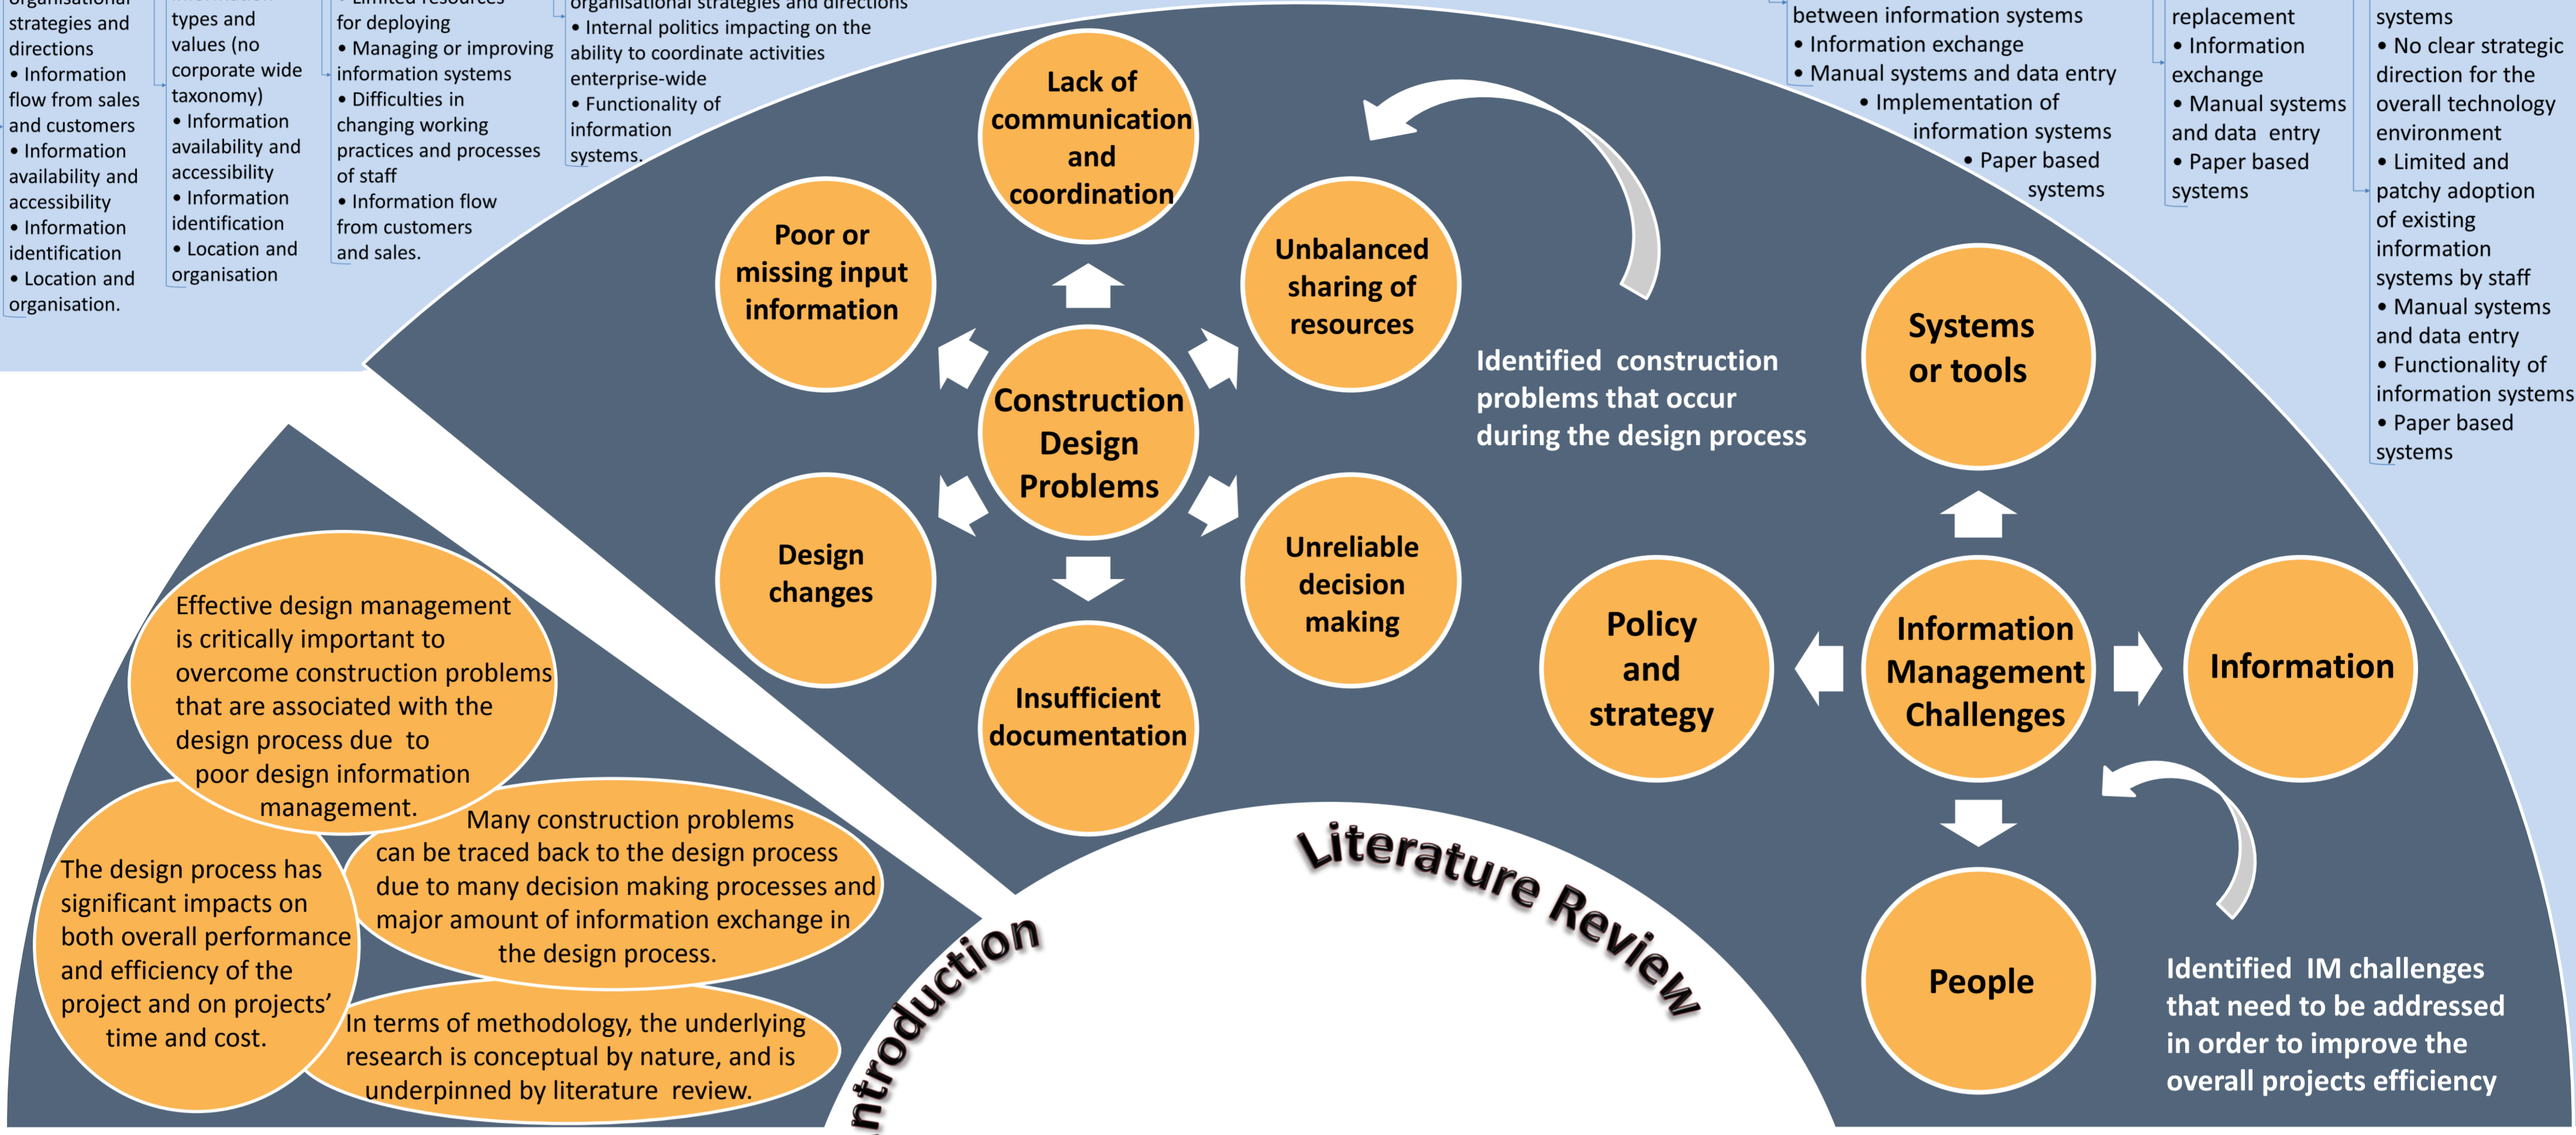 strategies and
directions
• Information
flow from sales
and customers
• Information
availability and
accessibility
• Information
identification
• Location and
organisation.
types and
values (no
corporate wide
taxonomy)
• Information
availability and
accessibility
• Information
identification
• Location and
organisation
for deploying
• Managing or improving
information systems
• Difficulties in
changing working
practices and processes
of staff
• Information flow
from customers
and sales.
organisational strategies and directions
• Internal politics impacting on the
ability to coordinate activities
enterprise-wide
• Functionality of
information
systems.
between information systems
• Information exchange
• Manual systems and data entry
• Implementation of
information systems
• Paper based
systems
replacement
• Information
exchange
• Manual systems
and data entry
• Paper based
systems
systems
• No clear strategic
direction for the
overall technology
environment
• Limited and
patchy adoption
of existing
information
systems by staff
• Manual systems
and data entry
• Functionality of
information systems
• Paper based
systems
Lack of
communication
and
coordination
Poor or
missing input
information
Unbalanced
sharing of
resources
Construction
Design
Problems
Design
changes
Unreliable
decision
making
Insufficient
documentation
Identified construction
problems that occur
during the design process
Systems
or tools
Policy
and
strategy
Information
Management
Challenges
Information
People
Identified IM challenges
that need to be addressed
in order to improve the
overall projects efficiency
Effective design management
is critically important to
overcome construction problems
that are associated with the
design process due to
poor design information
management.
The design process has
significant impacts on
both overall performance
and efficiency of the
project and on projects'
time and cost.
Many construction problems
can be traced back to the design process
due to many decision making processes and
major amount of information exchange in
the design process.
In terms of methodology, the underlying
research is conceptual by nature, and is
underpinned by literature review.
Introduction
Literature Review